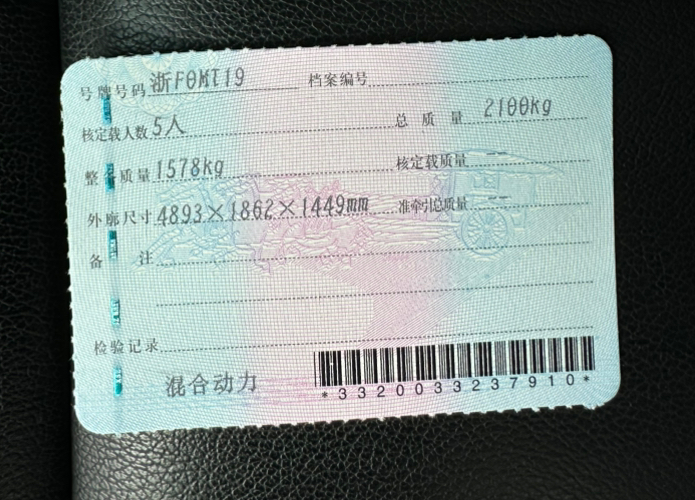 号牌号码 浙F0MT19 档案编号
核定载人数 5人 总质量 2100kg
整备质量 1578kg 核定载质量 --
外廓尺寸 4893×1862×1449mm 准牵引总质量 --
备注
检验记录
混合动力
*3320033237910*